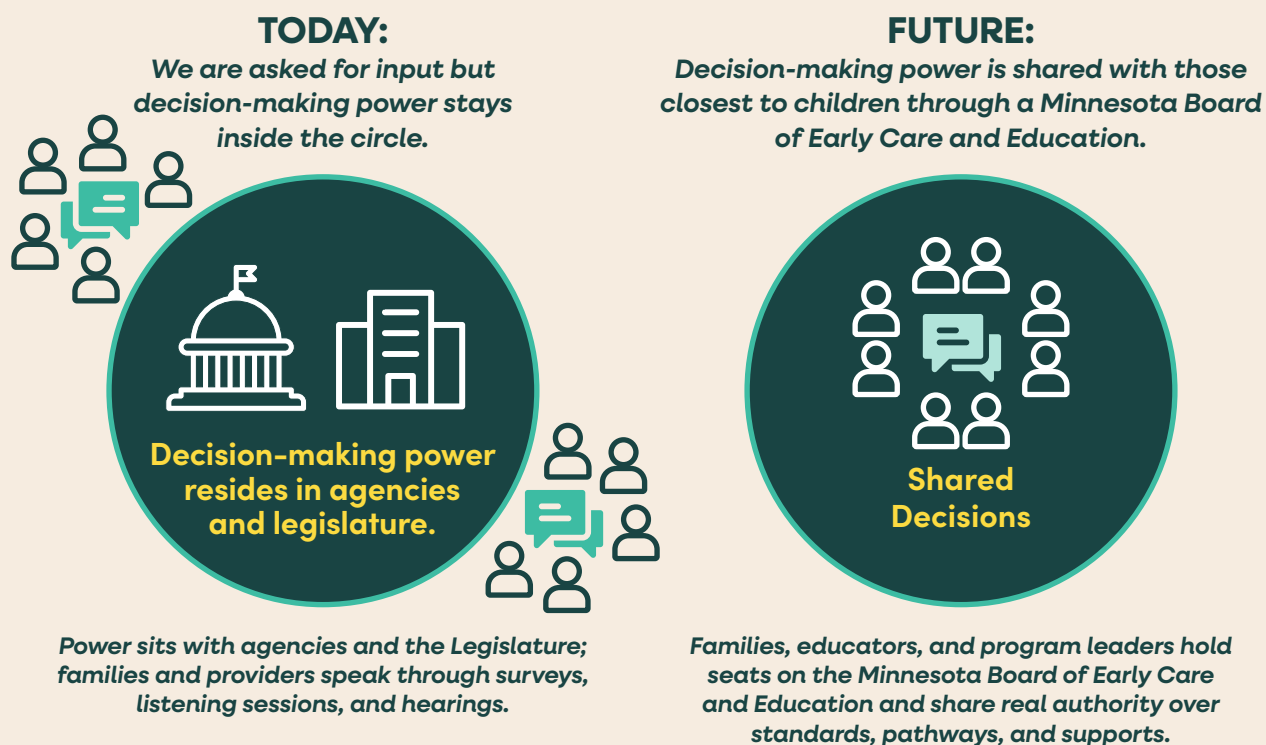 TODAY:
We are asked for input but
decision-making power stays
inside the circle.
Decision-making power
resides in agencies
and legislature.
Power sits with agencies and the Legislature;
families and providers speak through surveys,
listening sessions, and hearings.
FUTURE:
Decision-making power is shared with those
closest to children through a Minnesota Board
of Early Care and Education.
Shared
Decisions
Families, educators, and program leaders hold
seats on the Minnesota Board of Early Care
and Education and share real authority over
standards, pathways, and supports.